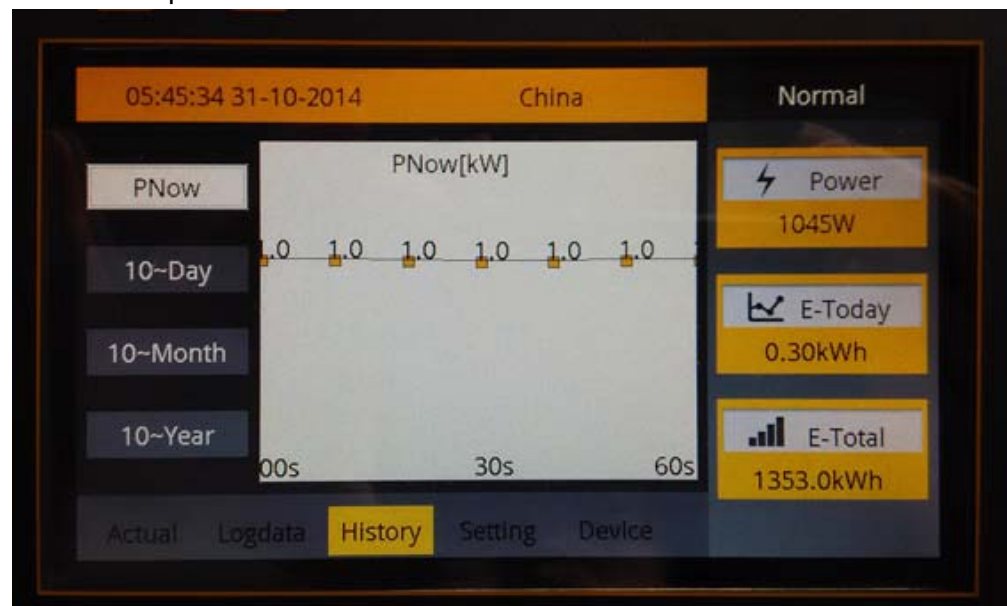 05:45:34 31-10-2014 China Normal
PNow
10~Day
10~Month
10~Year
PNow[kW]
1.0 1.0 1.0 1.0 1.0
00s 30s 60s
Power
1045W
E-Today
0.30kWh
E-Total
1353.0kWh
Actual Logdata History Setting Device